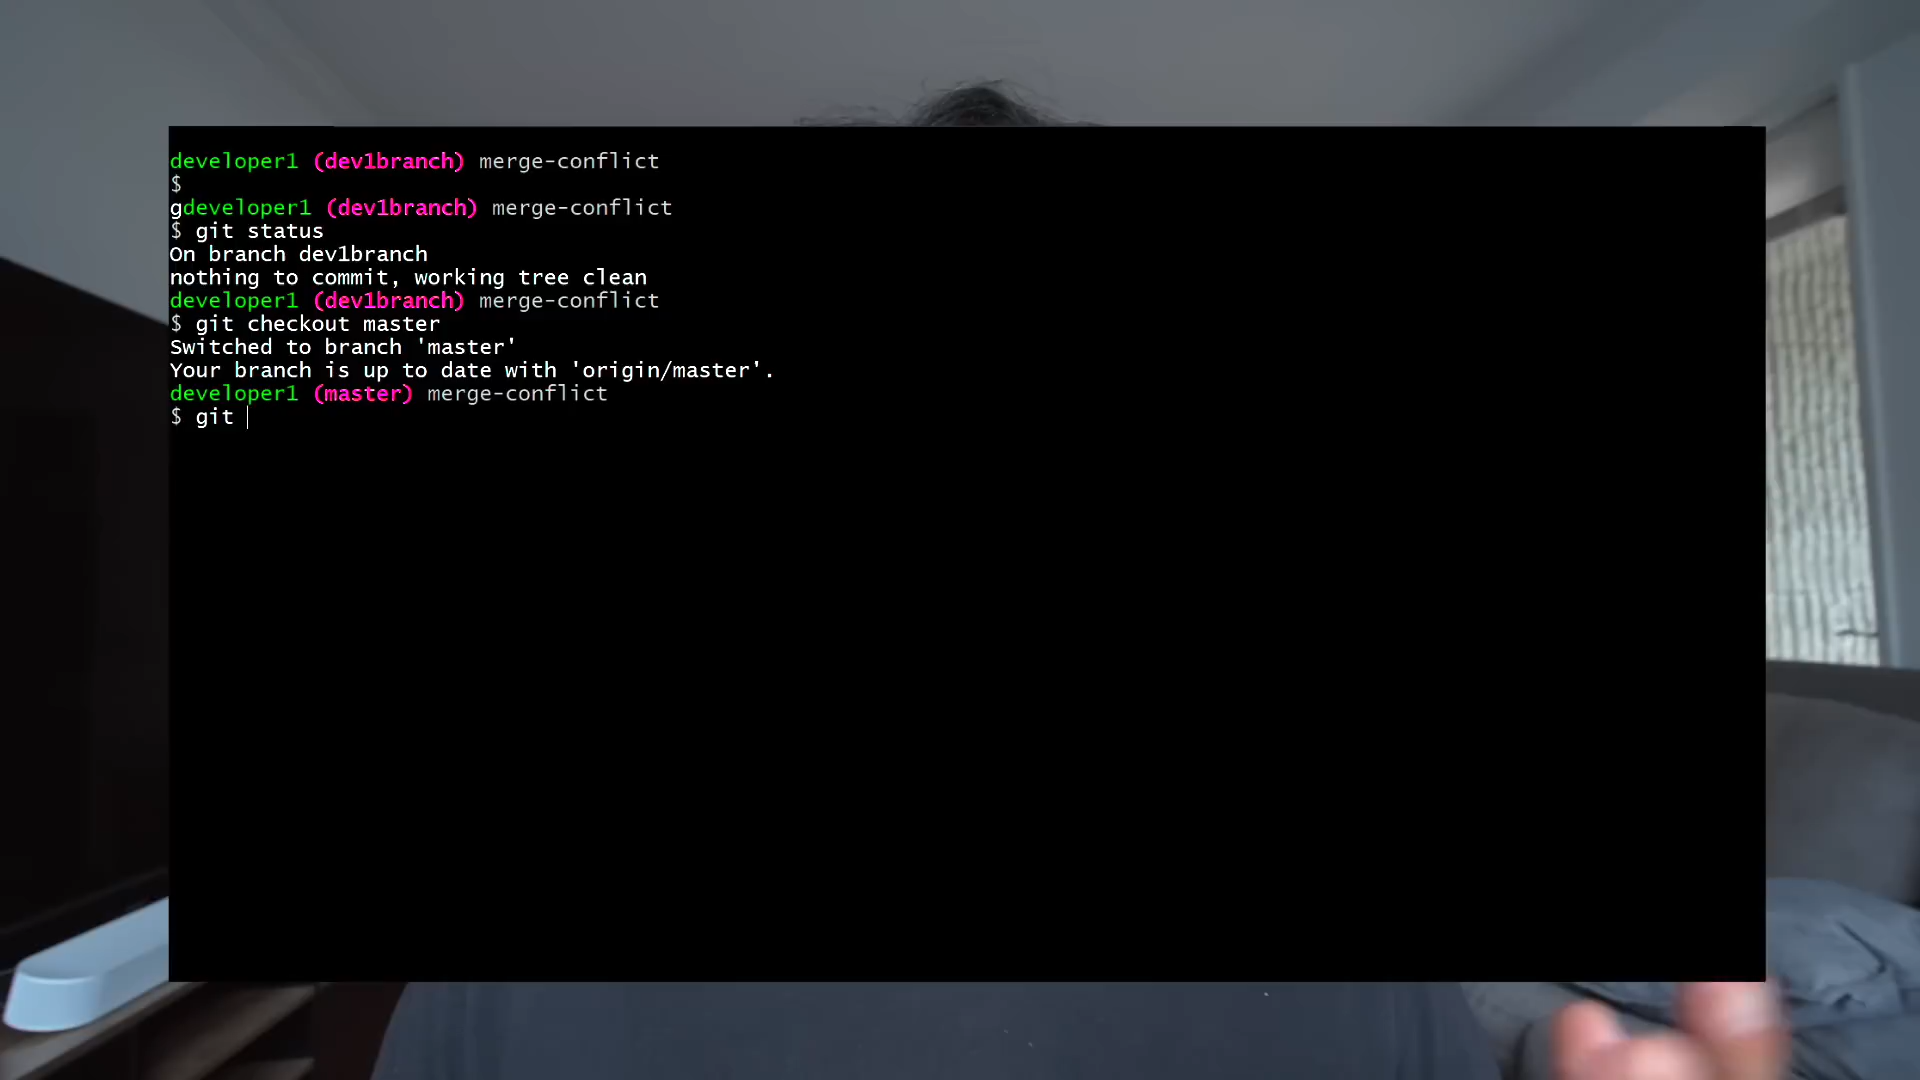 developer1 (dev1branch) merge-conflict
$
gdeveloper1 (dev1branch) merge-conflict
$ git status
On branch dev1branch
nothing to commit, working tree clean
developer1 (dev1branch) merge-conflict
$ git checkout master
Switched to branch 'master'
Your branch is up to date with 'origin/master'.
developer1 (master) merge-conflict
$ git